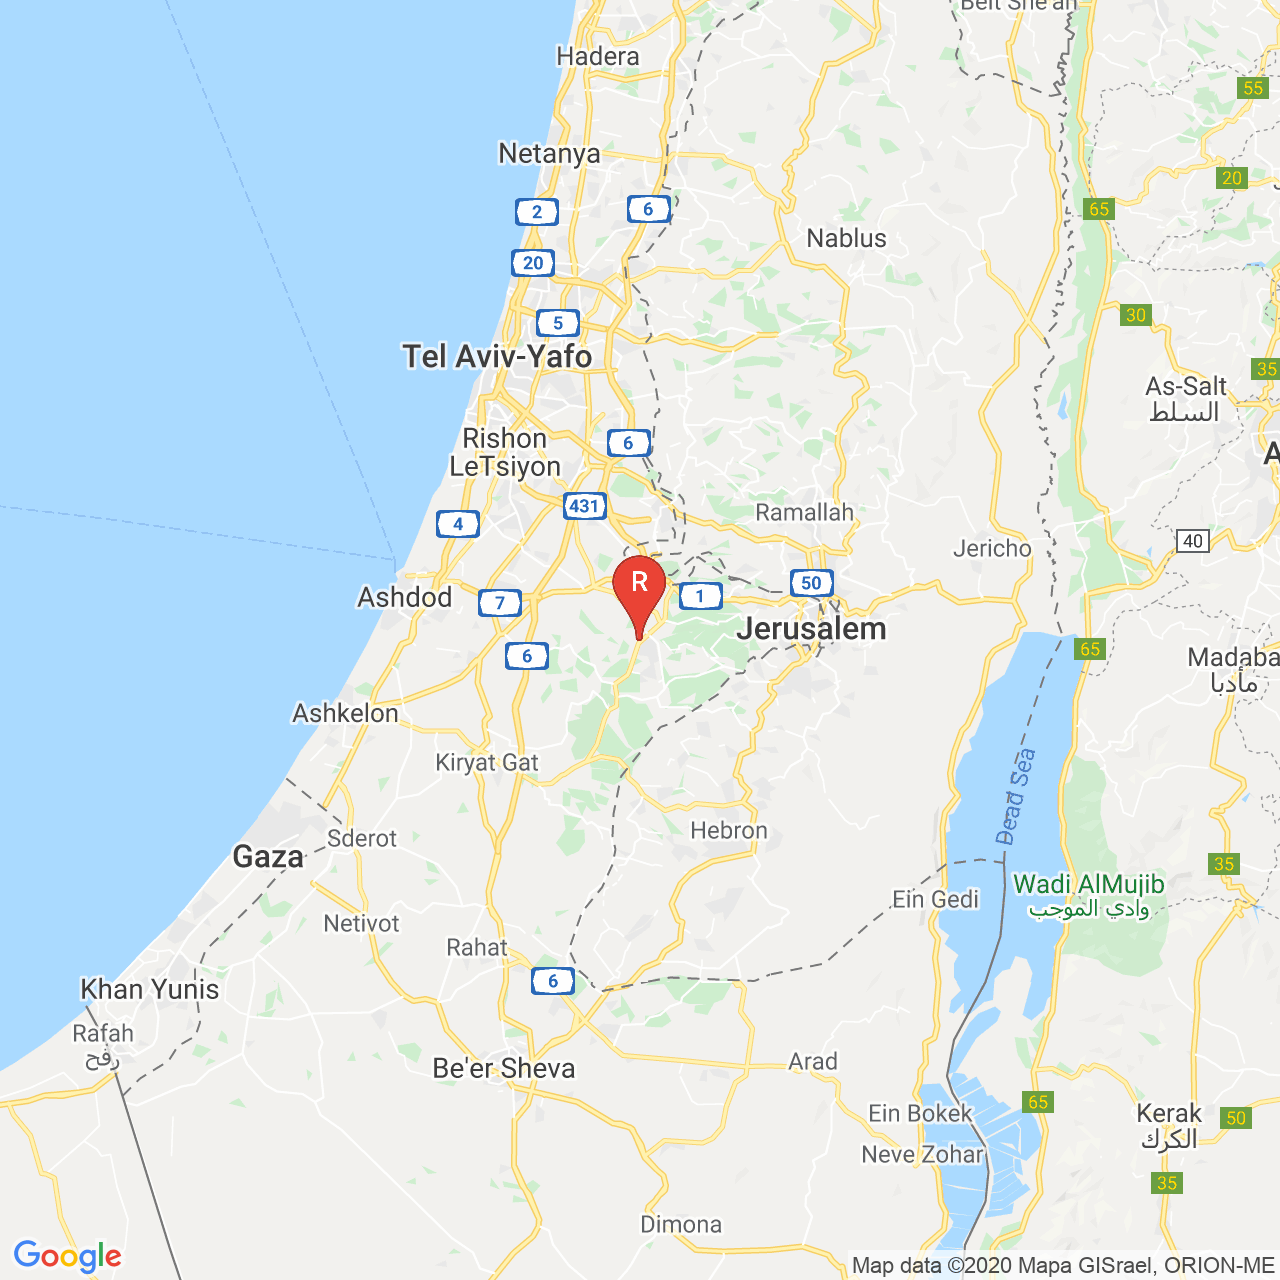 Beit She'an
Hadera
55
Netanya
20
2
6
65
Nablus
20
5
30
Tel Aviv-Yafo
35
As-Salt
السلط
Rishon
LeTsiyon
6
A
431
Ramallah
4
40
Jericho
R
50
Ashdod
7
1
Jerusalem
6
65
Madaba
مأدبا
Ashkelon
Kiryat Gat
Dead Sea
Hebron
Sderot
Gaza
35
Wadi AlMujib
وادي الموجب
Ein Gedi
Netivot
Rahat
6
Khan Yunis
Rafah
رفح
Be'er Sheva
Arad
65
Ein Bokek
Kerak
الكرك
50
Neve Zohar
35
Dimona
Google
Map data ©2020 Mapa GISrael, ORION-ME